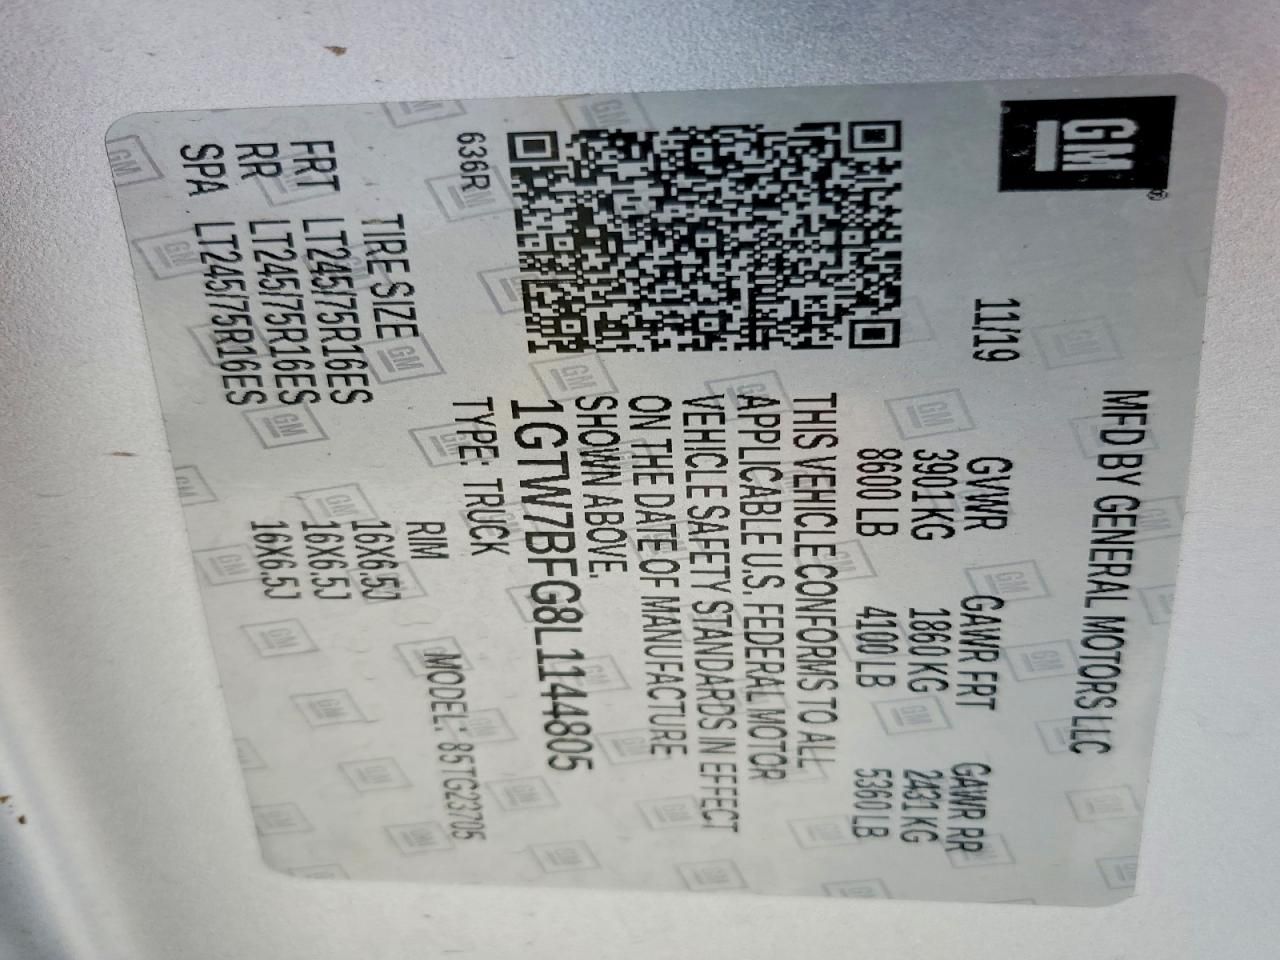 GM®
MFD BY GENERAL MOTORS LLC
11/19
GVWR GAWR FRT GAWR RR
3901 KG 1860 KG 2431 KG
8600 LB 4100 LB 5360 LB
THIS VEHICLE CONFORMS TO ALL
APPLICABLE U.S. FEDERAL MOTOR
VEHICLE SAFETY STANDARDS IN EFFECT
ON THE DATE OF MANUFACTURE
SHOWN ABOVE.
1GTW7BFG8L1144805
636R TYPE: TRUCK MODEL: 85TG23705
TIRE SIZE RIM
FRT LT245/75R16ES 16X6.5J
RR LT245/75R16ES 16X6.5J
SPA LT245/75R16ES 16X6.5J